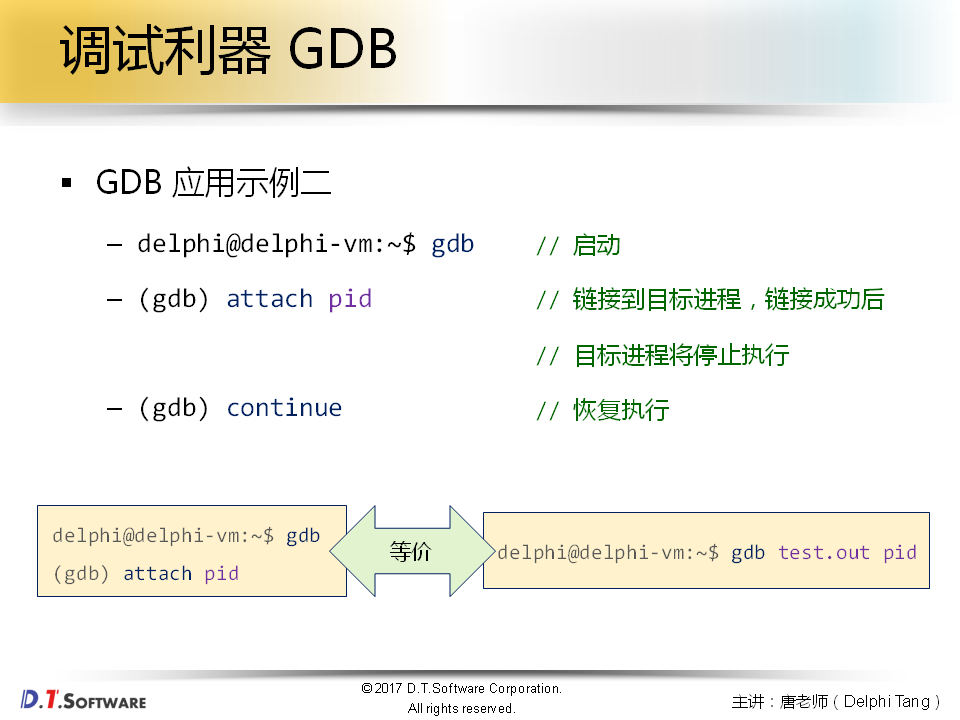 调试利器 GDB
▪ GDB 应用示例二
– delphi@delphi-vm:~$ gdb // 启动
– (gdb) attach pid // 链接到目标进程，链接成功后
// 目标进程将停止执行
– (gdb) continue // 恢复执行
delphi@delphi-vm:~$ gdb
(gdb) attach pid
等价
delphi@delphi-vm:~$ gdb test.out pid
D.T.SOFTWARE
©2017 D.T.Software Corporation.
All rights reserved.
主讲：唐老师（Delphi Tang）